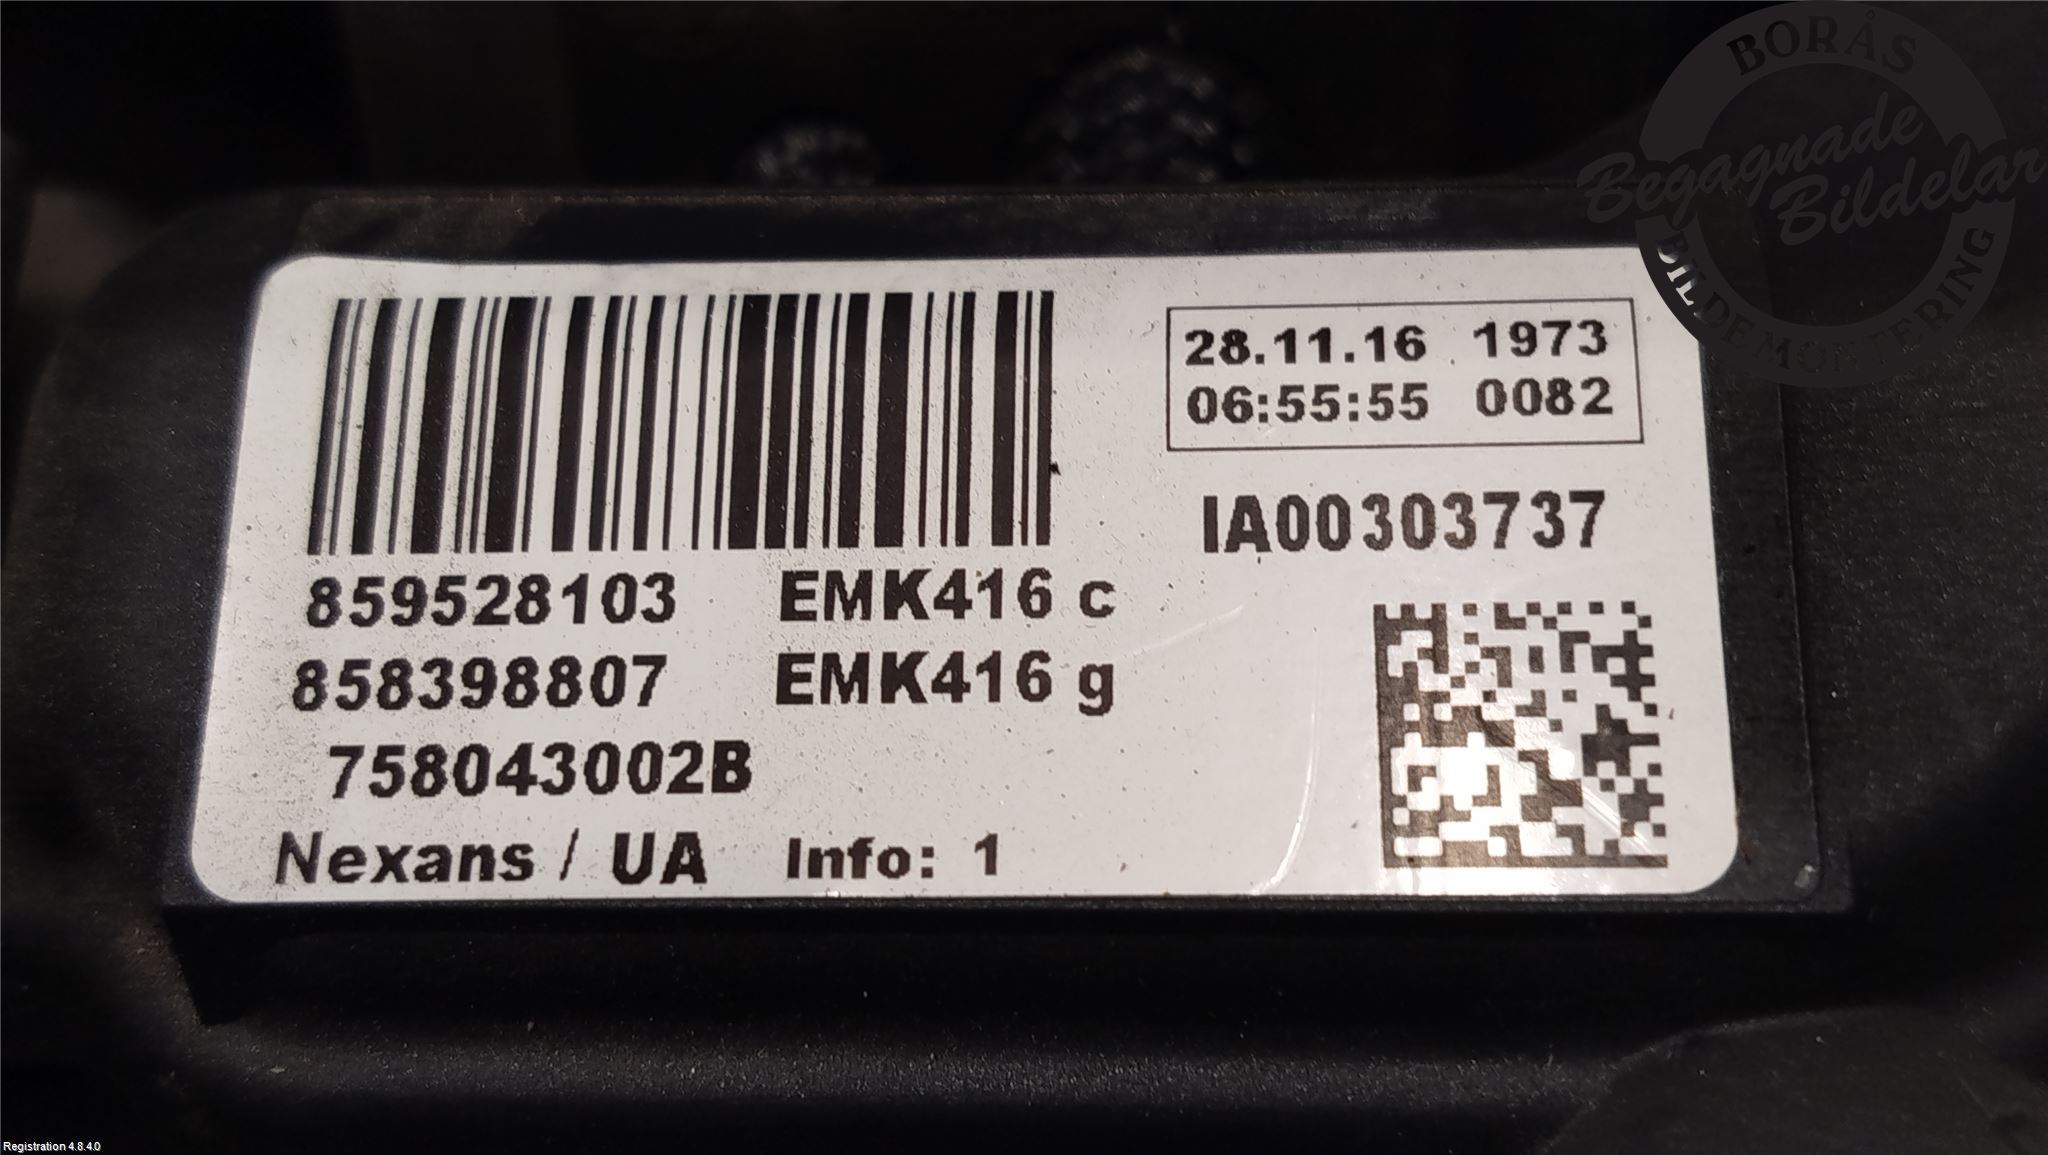 BORÅS
Begagnade
Bildelar
BILDEMONTERING
28.11.16 1973
06:55:55 0082
IA00303737
859528103 EMK416 c
858398807 EMK416 g
758043002B
Nexans / UA Info: 1
Registration 4.8.4.0